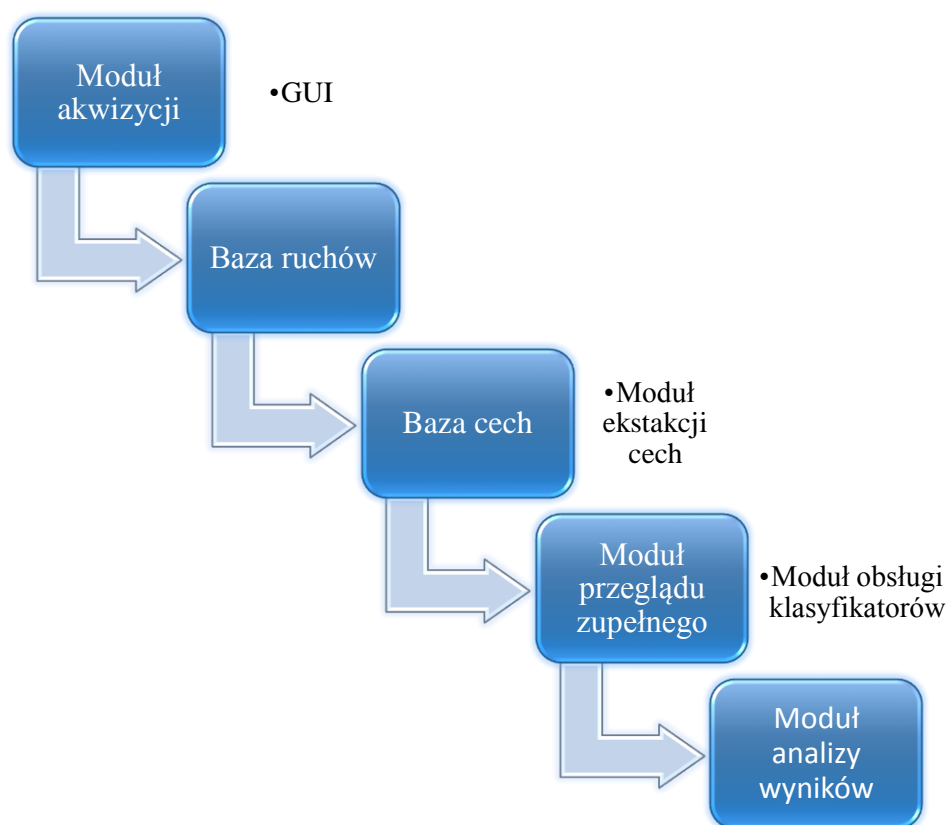 Moduł
akwizycji
•GUI
Baza ruchów
Baza cech
•Moduł
ekstakcji
cech
Moduł
przeglądu
zupełnego
•Moduł obsługi
klasyfikatorów
Moduł
analizy
wyników